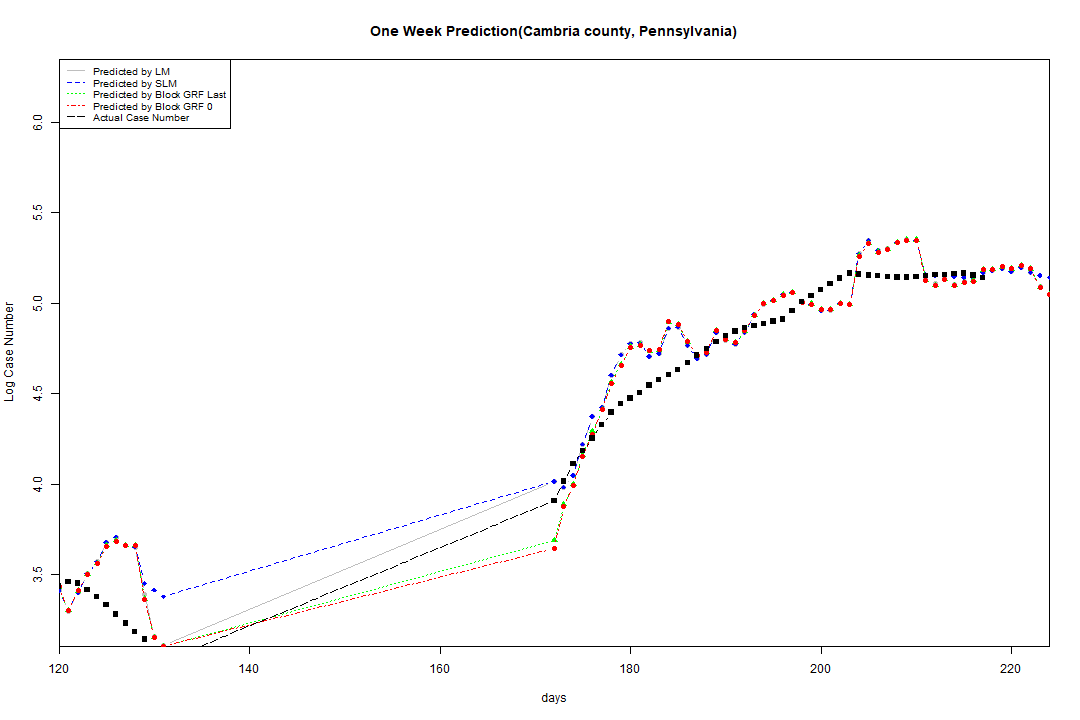 One Week Prediction(Cambria county, Pennsylvania)
Predicted by LM
Predicted by SLM
Predicted by Block GRF Last
Predicted by Block GRF 0
Actual Case Number
6.0
5.5
5.0
4.5
4.0
3.5
Log Case Number
120 140 160 180 200 220
days